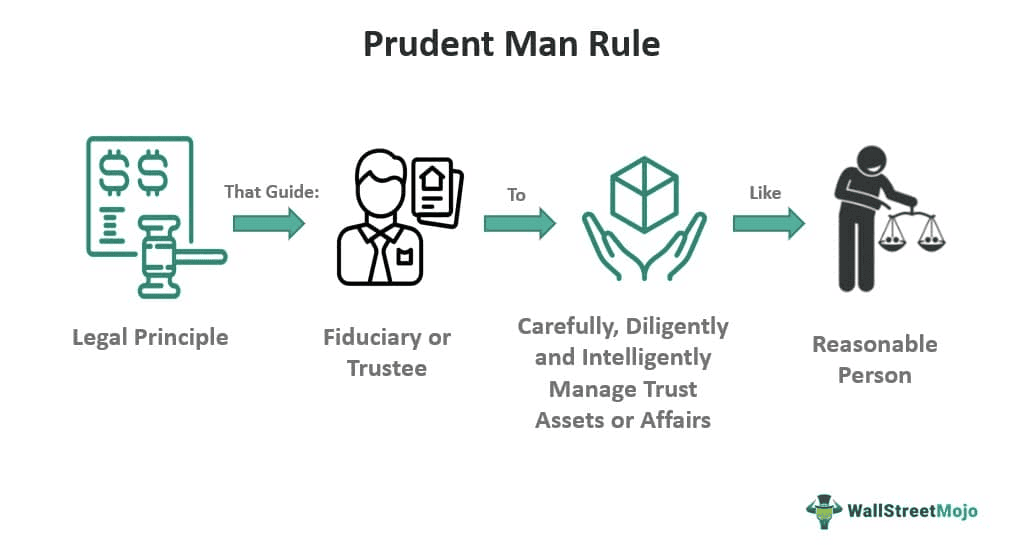 Prudent Man Rule
That Guide:
To
Like
Legal Principle
Fiduciary or
Trustee
Carefully, Diligently
and Intelligently
Manage Trust
Assets or Affairs
Reasonable
Person
WallStreetMojo